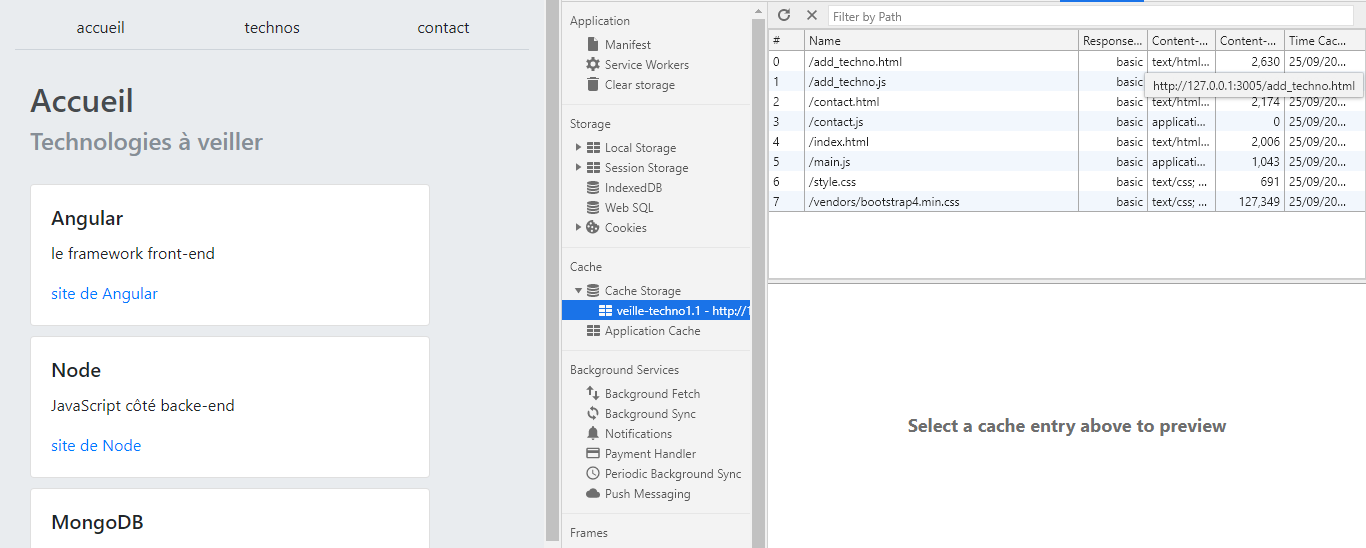 accueil technos contact
Accueil
Technologies à veiller
Angular
le framework front-end
site de Angular
Node
JavaScript côté backe-end
site de Node
MongoDB
Application
Manifest
Service Workers
Clear storage
Storage
Local Storage
Session Storage
IndexedDB
Web SQL
Cookies
Cache
Cache Storage
veille-techno1.1 - http://1
Application Cache
Background Services
Background Fetch
Background Sync
Notifications
Payment Handler
Periodic Background Sync
Push Messaging
Frames
Filter by Path
# Name Response... Content-... Content-... Time Cac...
0 /add_techno.html basic text/html... 2,630 25/09/20...
1 /add_techno.js basic
http://127.0.0.1:3005/add_techno.html
2 /contact.html basic text/html... 2,174 25/09/20...
3 /contact.js basic applicati... 0 25/09/20...
4 /index.html basic text/html... 2,006 25/09/20...
5 /main.js basic applicati... 1,043 25/09/20...
6 /style.css basic text/css; ... 691 25/09/20...
7 /vendors/bootstrap4.min.css basic text/css; ... 127,349 25/09/20...
Select a cache entry above to preview